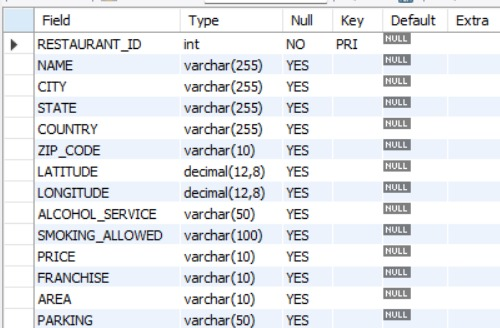 Field Type Null Key Default Extra
RESTAURANT_ID int NO PRI NULL
NAME varchar(255) YES NULL
CITY varchar(255) YES NULL
STATE varchar(255) YES NULL
COUNTRY varchar(255) YES NULL
ZIP_CODE varchar(10) YES NULL
LATITUDE decimal(12,8) YES NULL
LONGITUDE decimal(12,8) YES NULL
ALCOHOL_SERVICE varchar(50) YES NULL
SMOKING_ALLOWED varchar(100) YES NULL
PRICE varchar(10) YES NULL
FRANCHISE varchar(10) YES NULL
AREA varchar(10) YES NULL
PARKING varchar(50) YES NULL